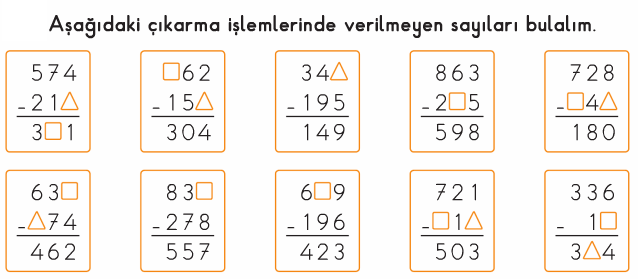 Aşağıdaki çıkarma işlemlerinde verilmeyen sayıları bulalım.
574 □62 34△ 863 728
- 21△ - 15△ - 195 - 2□5 - □4△
3□1 304 149 598 180
63□ 83□ 6□9 721 336
- △74 - 278 - 196 - □1△ - 1□
462 557 423 503 3△4